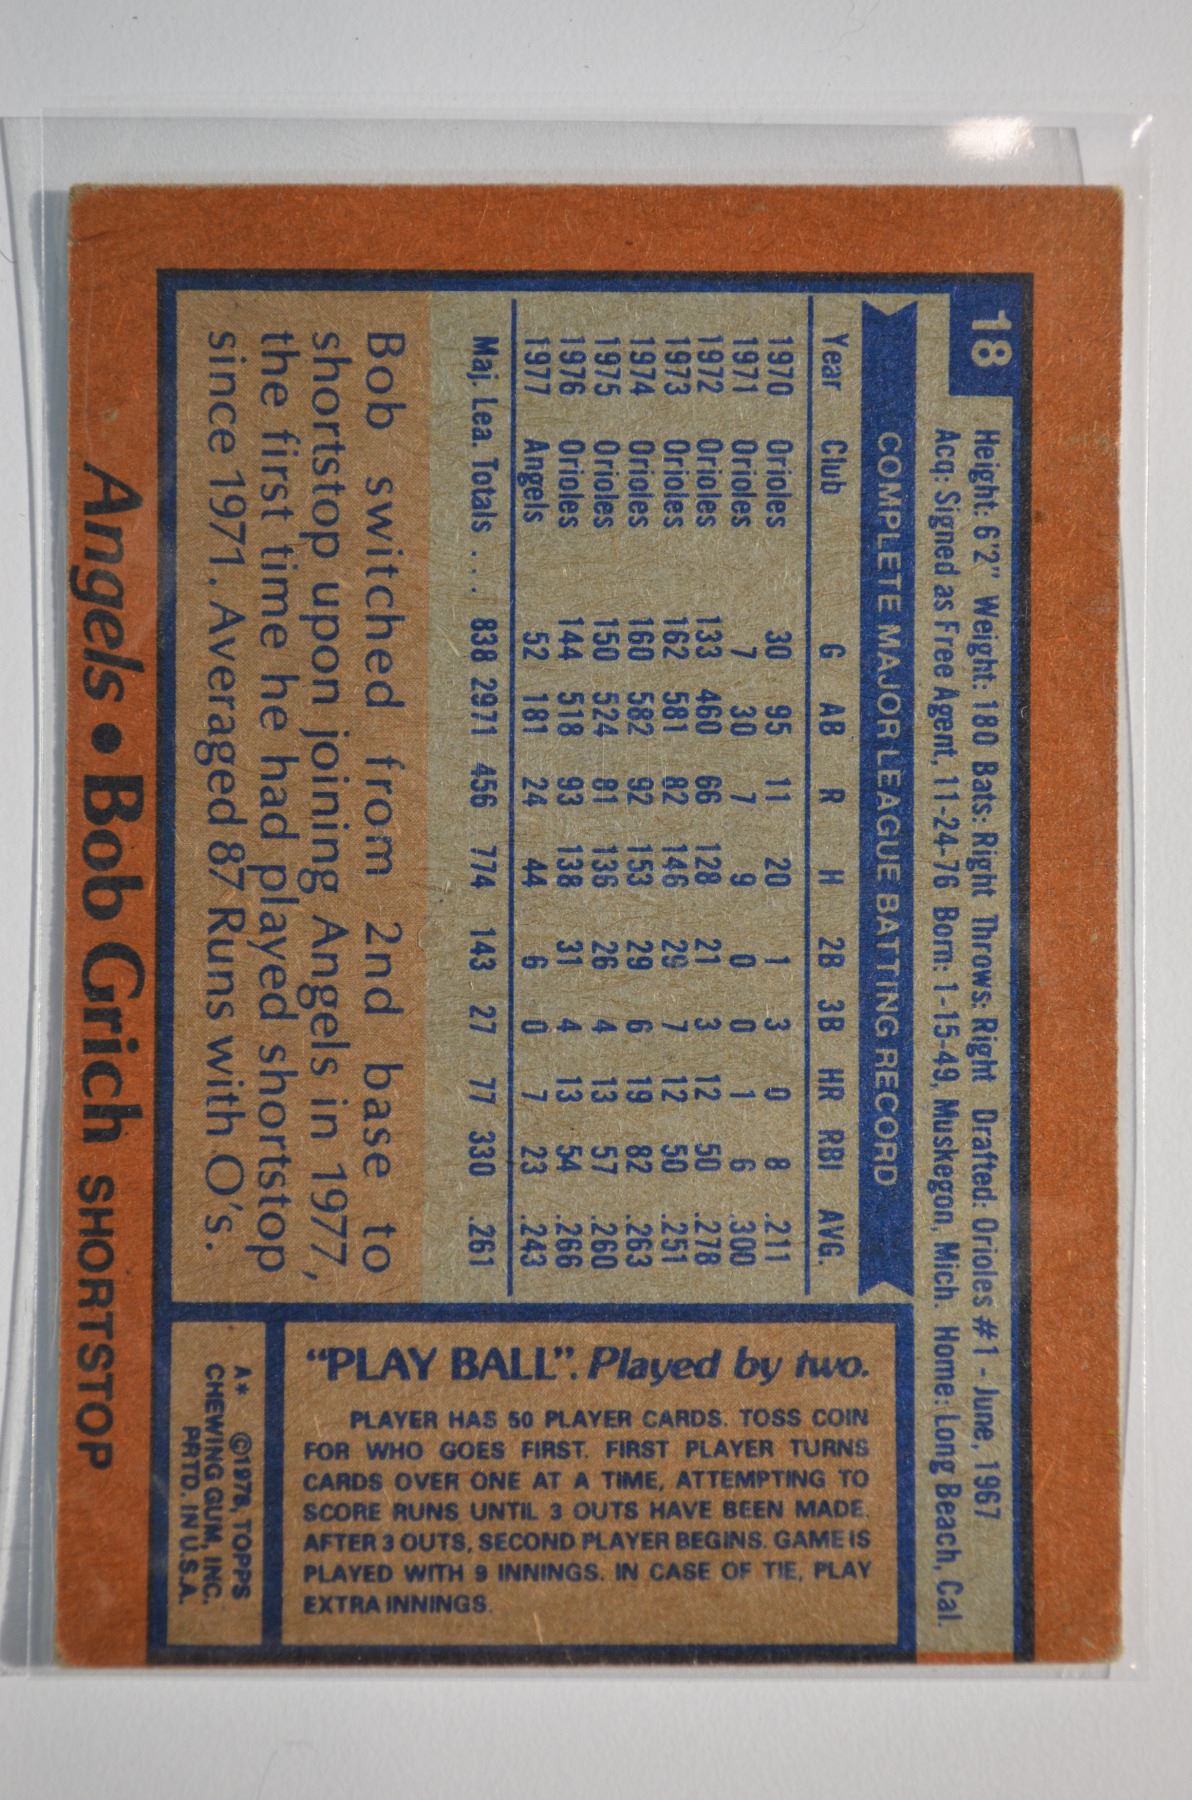 18
Height: 6'2" Weight: 180 Bats: Right Throws: Right Drafted: Orioles #1 - June, 1967
Acq: Signed as Free Agent, 11-24-76 Born: 1-15-49, Muskegon, Mich. Home: Long Beach, Cal.
COMPLETE MAJOR LEAGUE BATTING RECORD
Year Club G AB R H 2B 3B HR RBI AVG.
1970 Orioles 30 95 11 20 1 3 0 8 .211
1971 Orioles 7 30 7 9 0 0 1 6 .300
1972 Orioles 133 460 66 128 21 3 12 50 .278
1973 Orioles 162 581 82 146 29 7 12 50 .251
1974 Orioles 160 582 92 153 29 6 19 82 .263
1975 Orioles 150 524 81 136 26 4 13 57 .260
1976 Orioles 144 518 93 138 31 4 13 54 .266
1977 Angels 52 181 24 44 6 0 7 23 .243
Maj. Lea. Totals . . . 838 2971 456 774 143 27 77 330 .261
Bob switched from 2nd base to
shortstop upon joining Angels in 1977,
the first time he had played shortstop
since 1971. Averaged 87 Runs with O's.
Angels • Bob Grich SHORTSTOP
"PLAY BALL". Played by two.
PLAYER HAS 50 PLAYER CARDS. TOSS COIN
FOR WHO GOES FIRST. FIRST PLAYER TURNS
CARDS OVER ONE AT A TIME, ATTEMPTING TO
SCORE RUNS UNTIL 3 OUTS HAVE BEEN MADE.
AFTER 3 OUTS, SECOND PLAYER BEGINS. GAME IS
PLAYED WITH 9 INNINGS. IN CASE OF TIE, PLAY
EXTRA INNINGS.
A* ©1978, TOPPS
CHEWING GUM, INC.
PRTD. IN U.S.A.